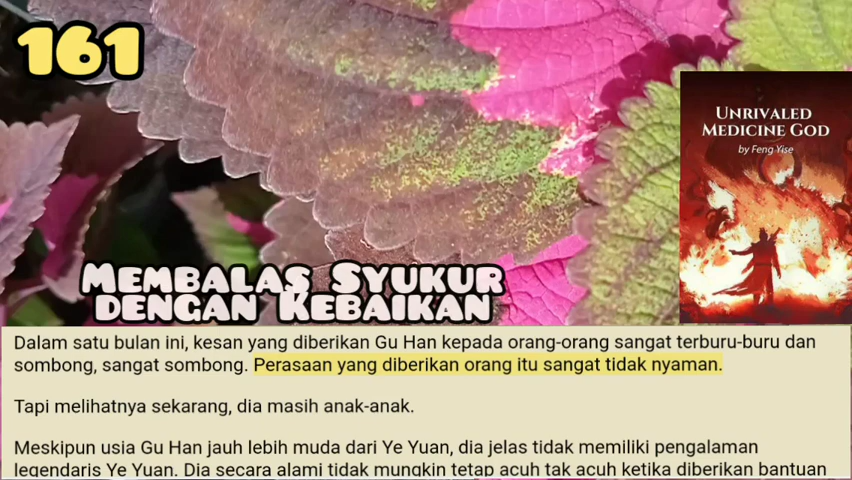 161
UNRIVALED
MEDICINE GOD
by Feng Yise
MEMBALAS SYUKUR
DENGAN KEBAIKAN
Dalam satu bulan ini, kesan yang diberikan Gu Han kepada orang-orang sangat terburu-buru dan
sombong, sangat sombong. Perasaan yang diberikan orang itu sangat tidak nyaman.
Tapi melihatnya sekarang, dia masih anak-anak.
Meskipun usia Gu Han jauh lebih muda dari Ye Yuan, dia jelas tidak memiliki pengalaman
legendaris Ye Yuan. Dia secara alami tidak mungkin tetap acuh tak acuh ketika diberikan bantuan